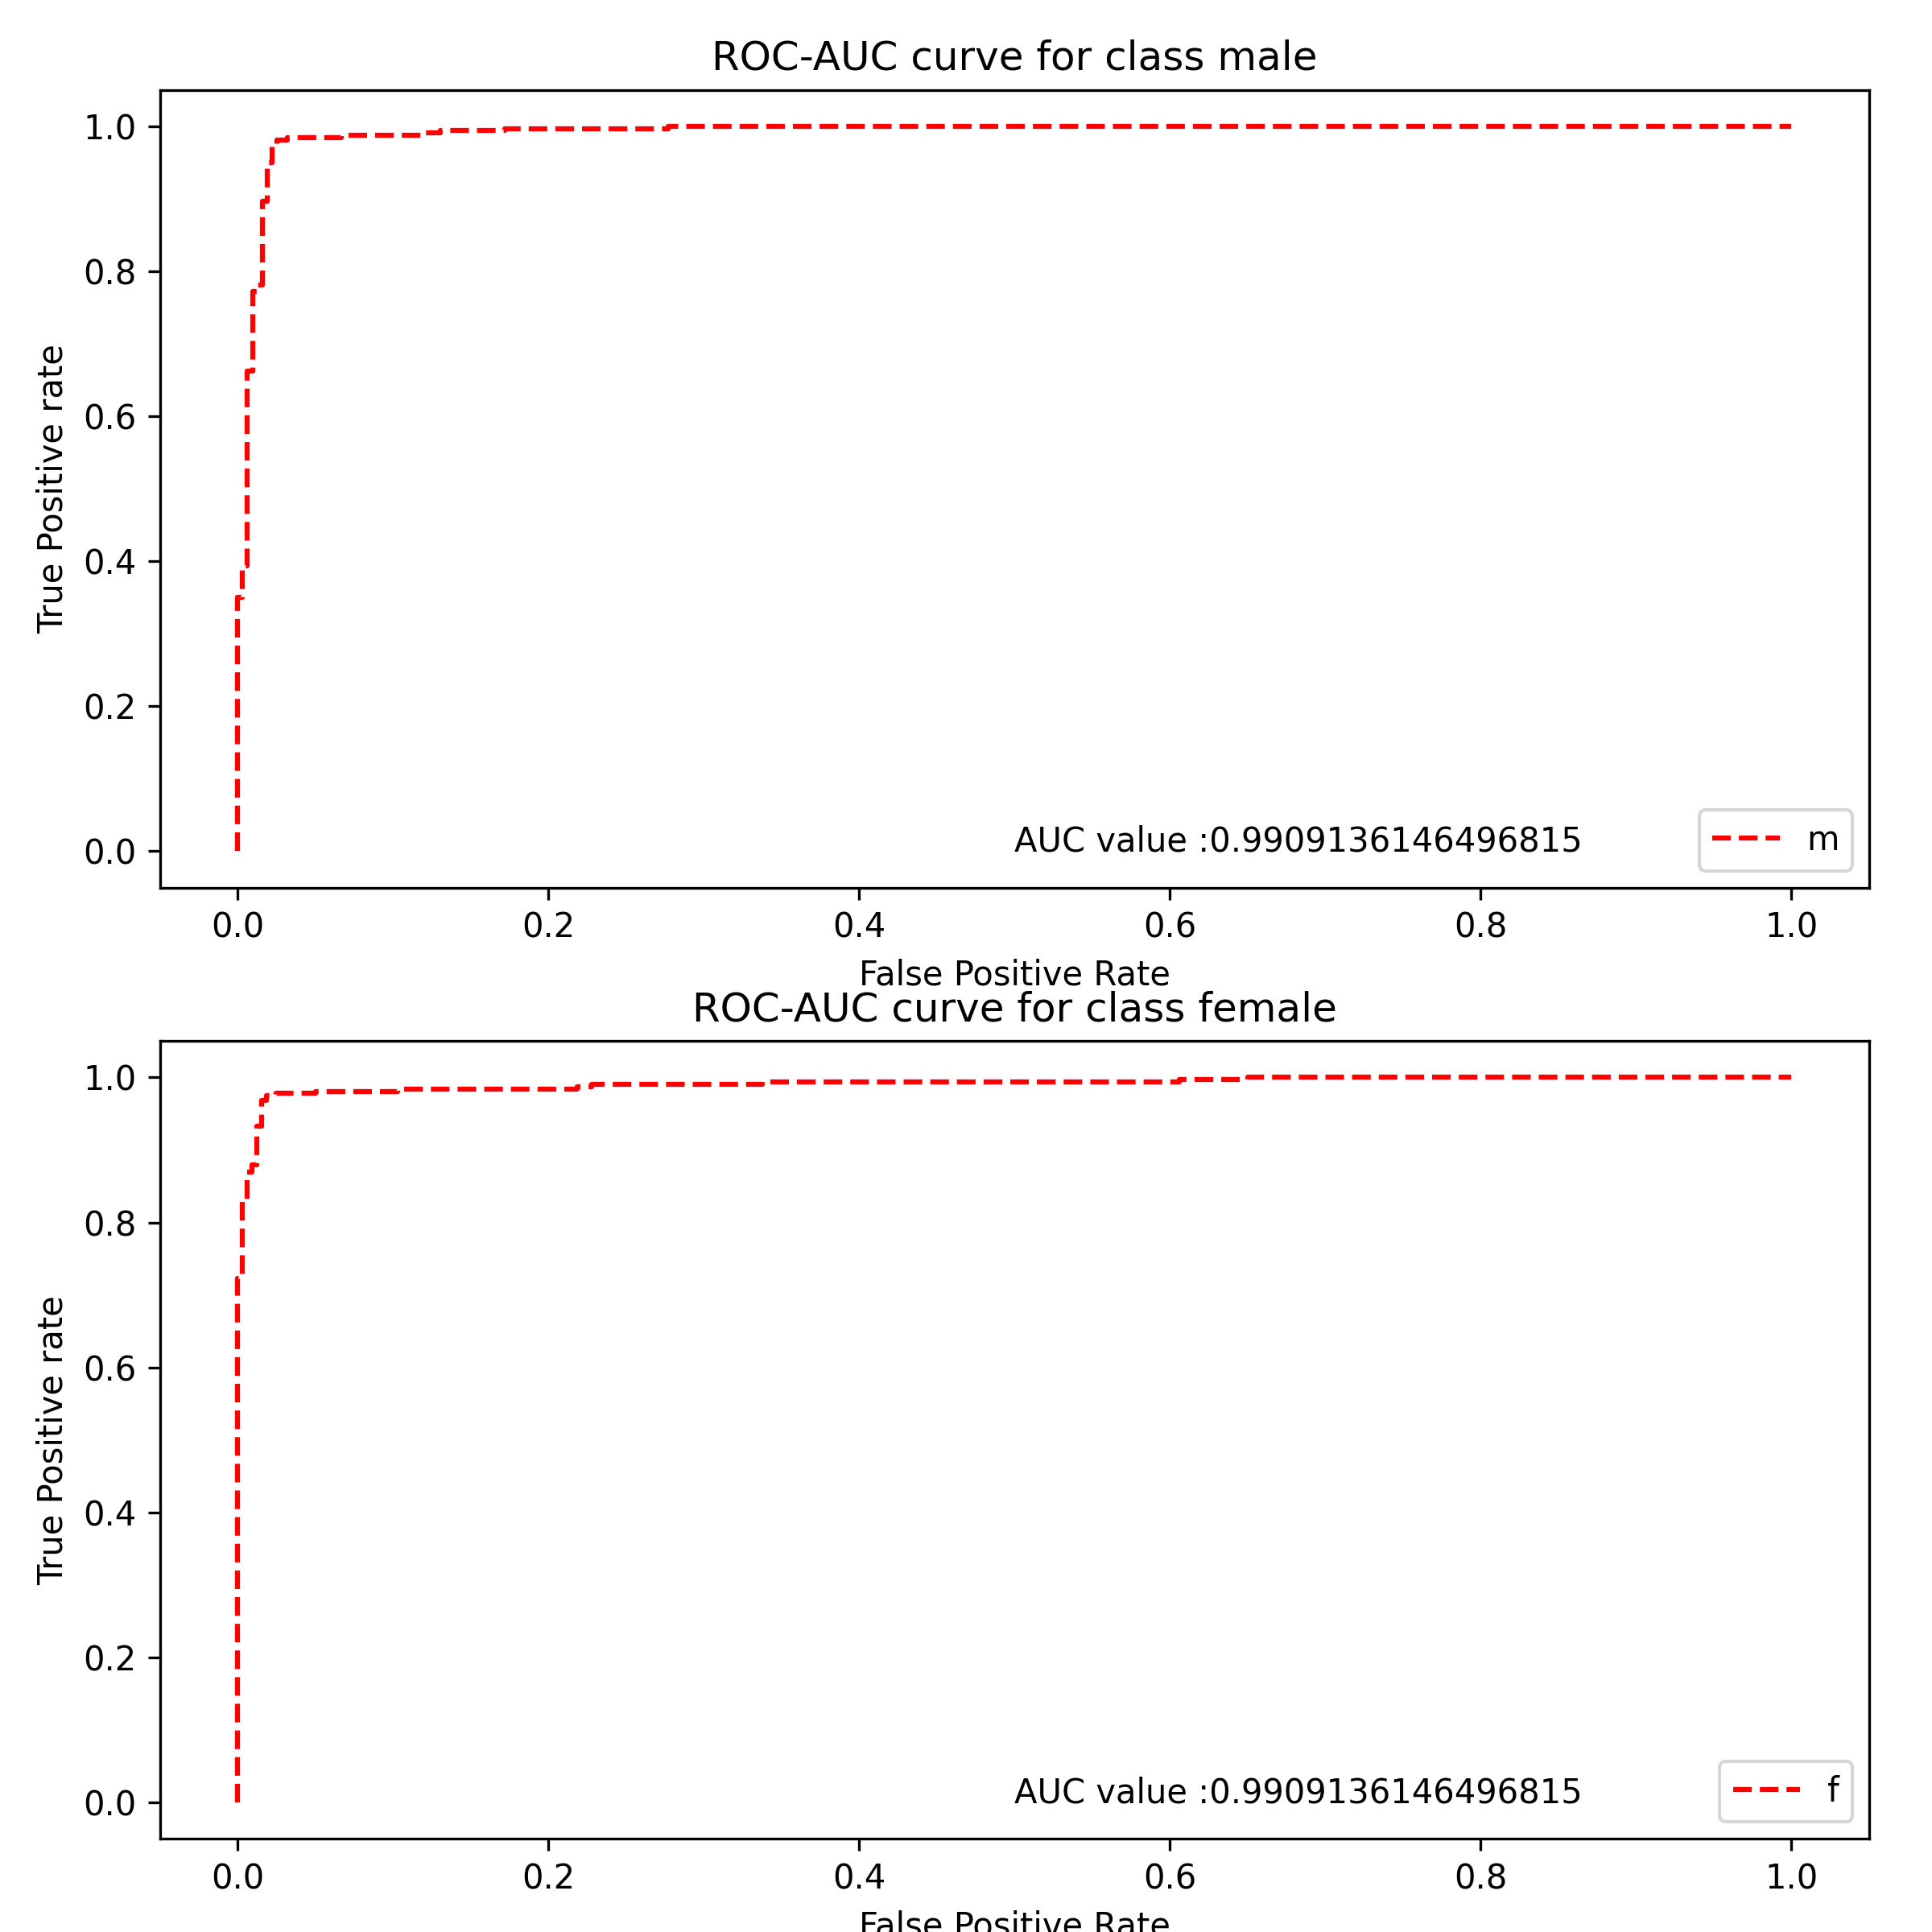 ROC-AUC curve for class male
True Positive rate
1.0
0.8
0.6
0.4
0.2
0.0
AUC value :0.9909136146496815
m
0.0 0.2 0.4 0.6 0.8 1.0
False Positive Rate
ROC-AUC curve for class female
True Positive rate
1.0
0.8
0.6
0.4
0.2
0.0
AUC value :0.9909136146496815
f
0.0 0.2 0.4 0.6 0.8 1.0
False Positive Rate